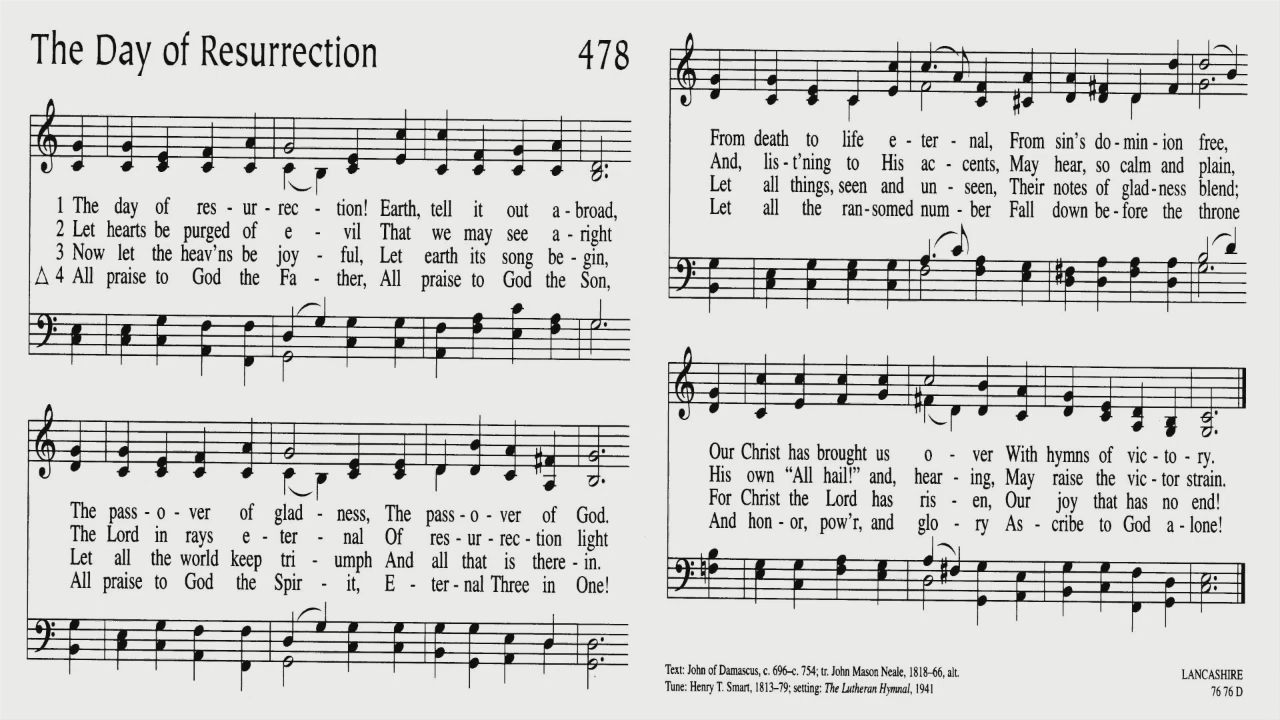 The Day of Resurrection 478
1 The day of res - ur - rec - tion! Earth, tell it out a - broad,
2 Let hearts be purged of e - vil That we may see a - right
3 Now let the heav'ns be joy - ful, Let earth its song be - gin,
△ 4 All praise to God the Fa - ther, All praise to God the Son,
The pass - o - ver of glad - ness, The pass - o - ver of God.
The Lord in rays e - ter - nal Of res - ur - rec - tion light
Let all the world keep tri - umph And all that is there - in.
All praise to God the Spir - it, E - ter - nal Three in One!
From death to life e - ter - nal, From sin's do - min - ion free,
And, lis - t'ning to His ac - cents, May hear, so calm and plain,
Let all things, seen and un - seen, Their notes of glad - ness blend;
Let all the ran - somed num - ber Fall down be - fore the throne
Our Christ has brought us o - ver With hymns of vic - to - ry.
His own “All hail!” and, hear - ing, May raise the vic - tor strain.
For Christ the Lord has ris - en, Our joy that has no end!
And hon - or, pow'r, and glo - ry As - cribe to God a - lone!
Text: John of Damascus, c. 696–c. 754; tr. John Mason Neale, 1818–66, alt.
Tune: Henry T. Smart, 1813–79; setting: The Lutheran Hymnal, 1941
LANCASHIRE
76 76 D